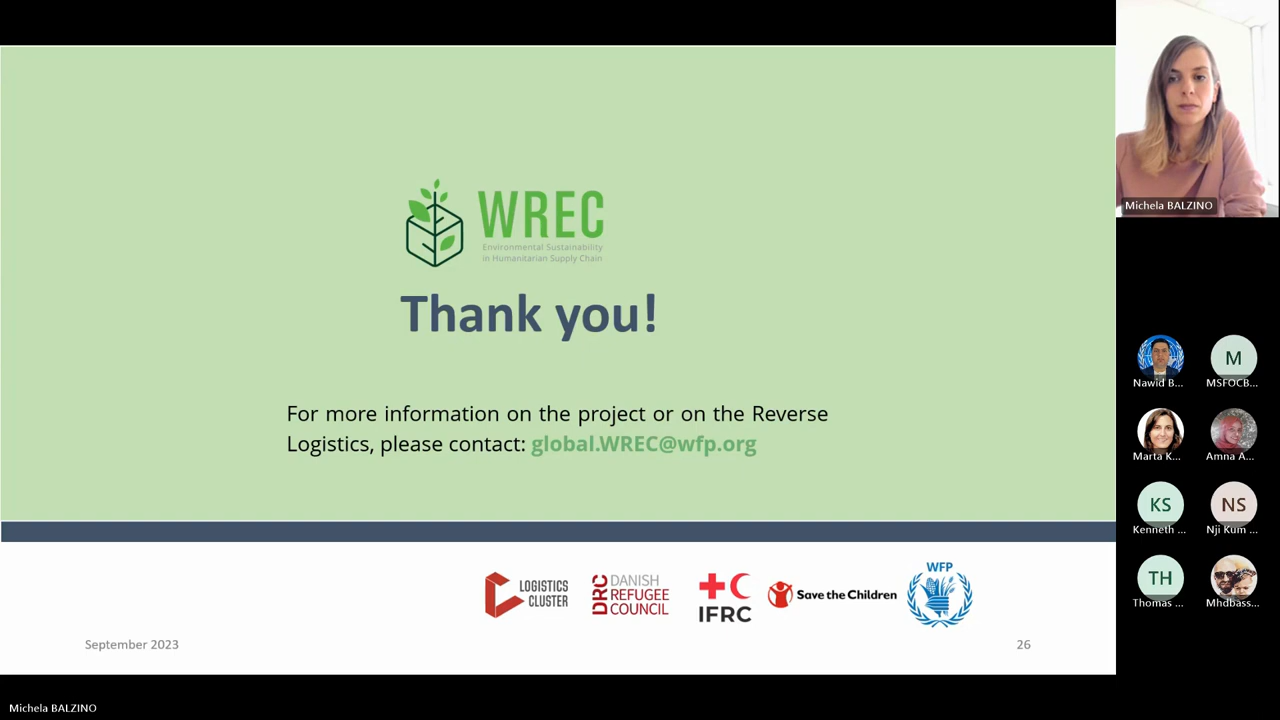 WREC
Environmental Sustainability
in Humanitarian Supply Chain
Thank you!
For more information on the project or on the Reverse
Logistics, please contact: global.WREC@wfp.org
LOGISTICS
CLUSTER
DRC DANISH
REFUGEE
COUNCIL
IFRC
Save the Children
WFP
September 2023
26
Michela BALZINO
Nawid B...
M
MSFOCB...
Marta K...
Amna A...
KS
Kenneth ...
NS
Nji Kum ...
TH
Thomas ...
Mhdbass...
Michela BALZINO